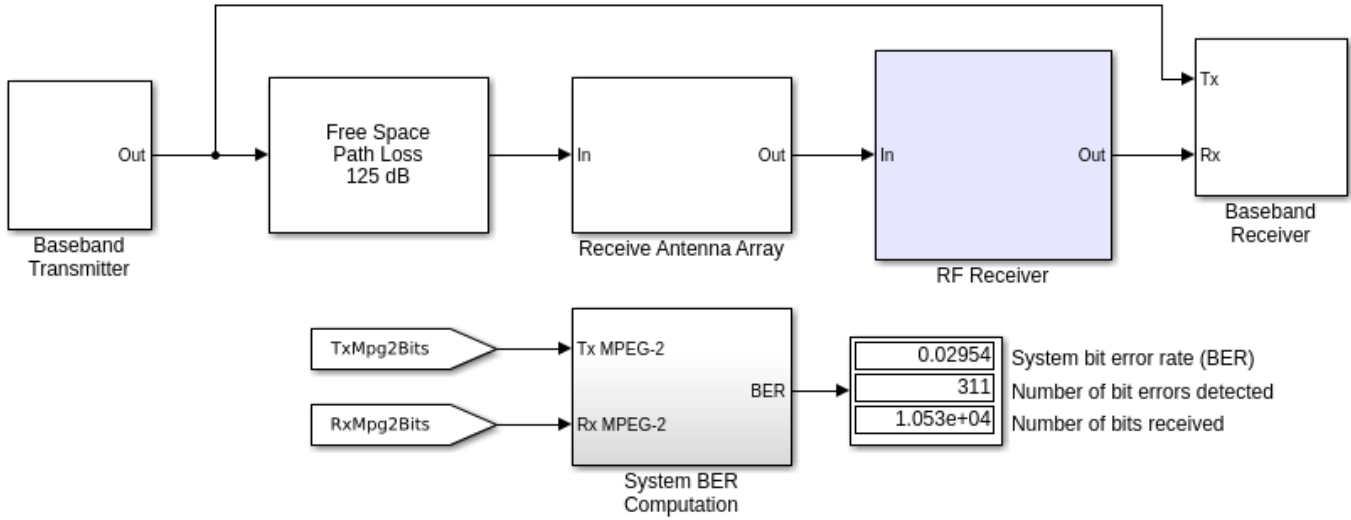 Out
Baseband
Transmitter
Free Space
Path Loss
125 dB
In
Out
Receive Antenna Array
In
Out
RF Receiver
Tx
Rx
Baseband
Receiver
TxMpg2Bits
RxMpg2Bits
Tx MPEG-2
Rx MPEG-2
BER
System BER
Computation
0.02954 System bit error rate (BER)
311 Number of bit errors detected
1.053e+04 Number of bits received